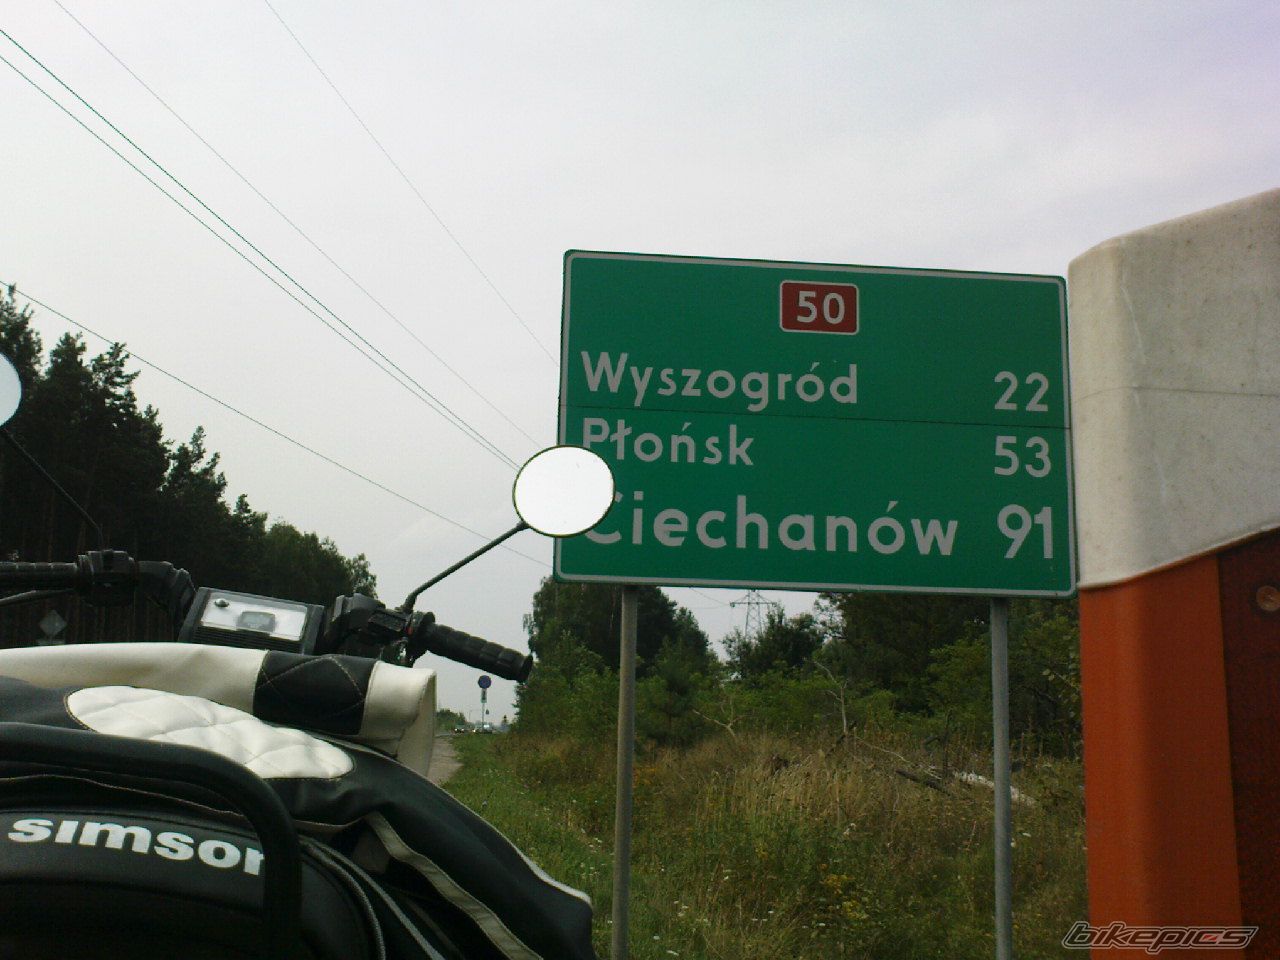 50
Wyszogród 22
Płońsk 53
Ciechanów 91
simson
bikepics